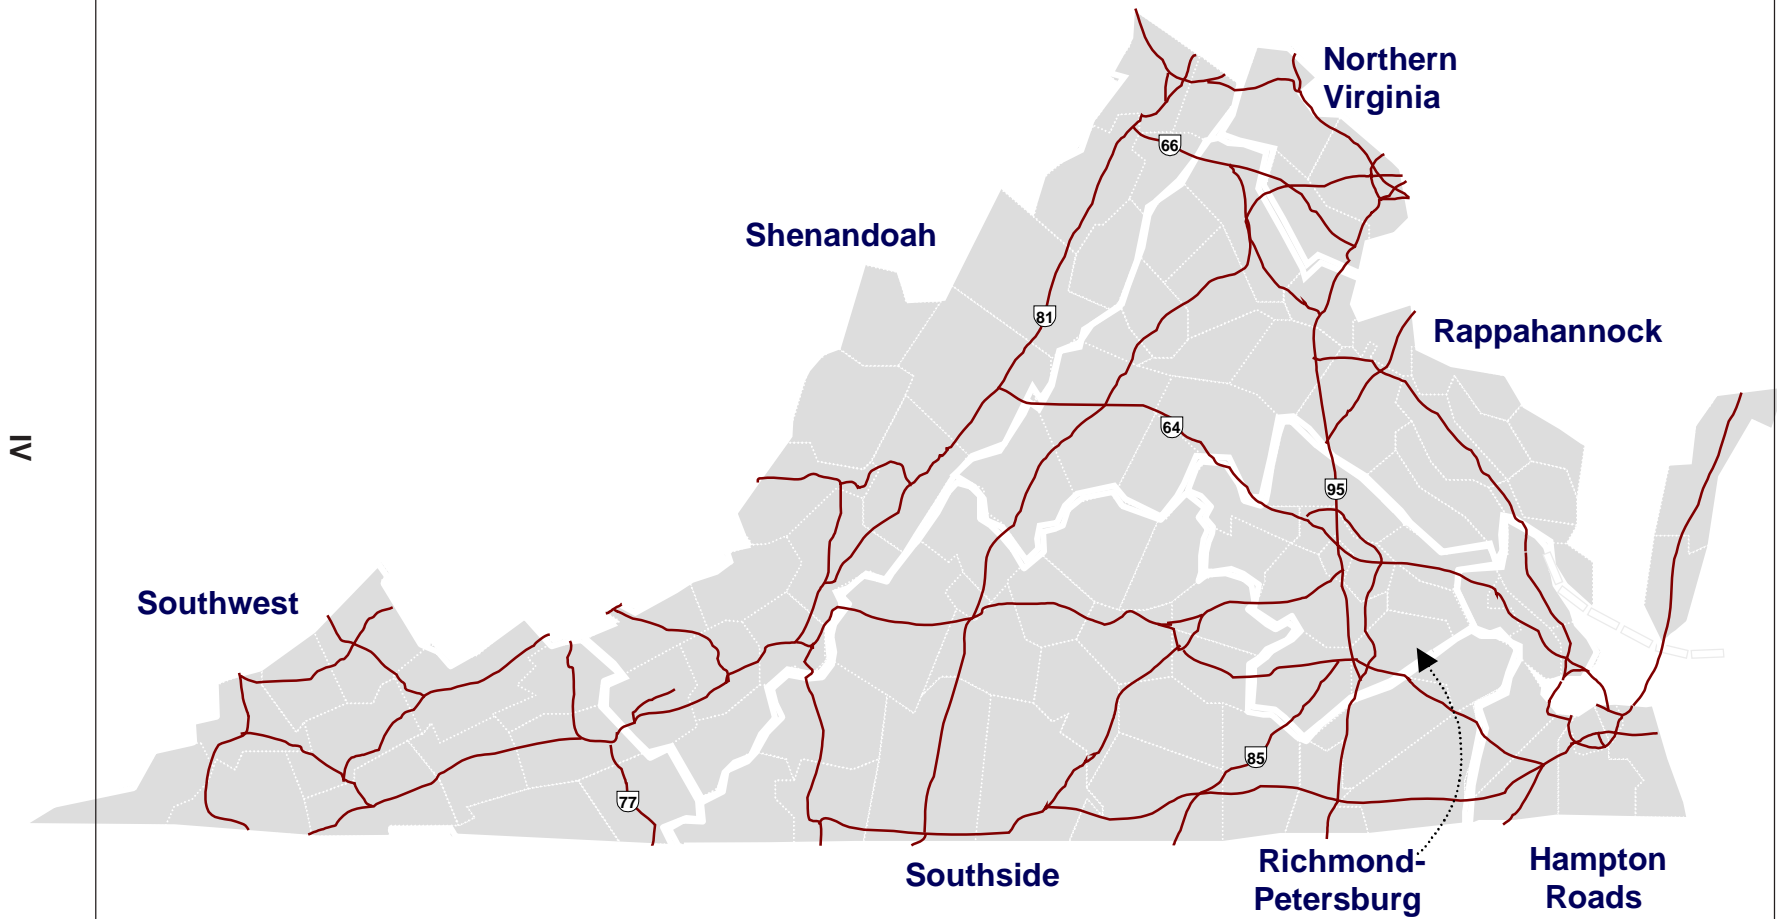 Northern
Virginia
66
Shenandoah
81
Rappahannock
64
IV
95
Southwest
85
77
Southside
Richmond-
Petersburg
Hampton
Roads